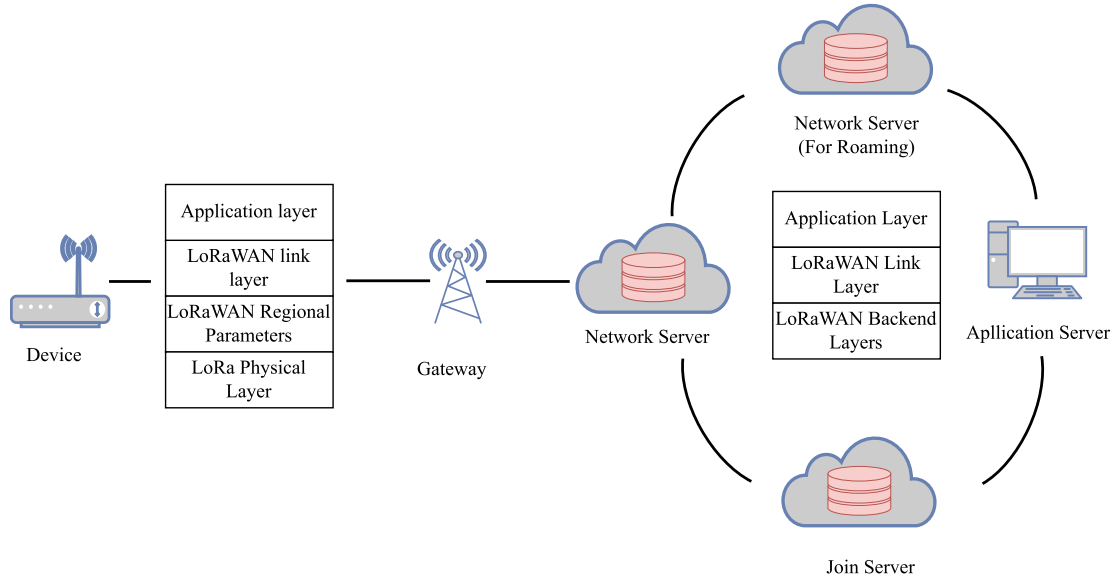 Network Server
(For Roaming)
Application layer
LoRaWAN link
layer
LoRaWAN Regional
Parameters
LoRa Physical
Layer
Device
Gateway
Network Server
Application Layer
LoRaWAN Link
Layer
LoRaWAN Backend
Layers
Apllication Server
Join Server